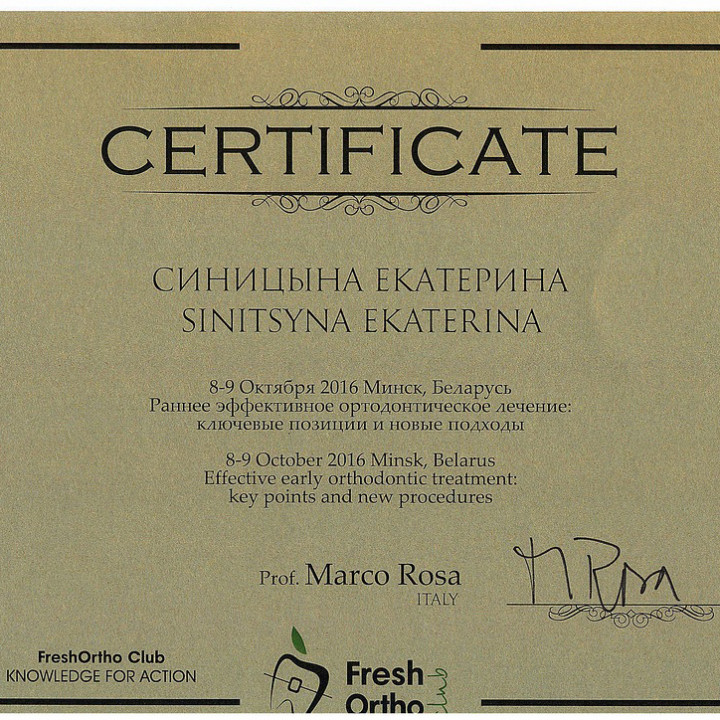 CERTIFICATE
СИНИЦЫНА ЕКАТЕРИНА
SINITSYNA EKATERINA
8-9 Октября 2016 Минск, Беларусь
Раннее эффективное ортодонтическое лечение:
ключевые позиции и новые подходы
8-9 October 2016 Minsk, Belarus
Effective early orthodontic treatment:
key points and new procedures
Prof. Marco Rosa
ITALY
M Rosa
FreshOrtho Club
KNOWLEDGE FOR ACTION
Fresh
Ortho
club